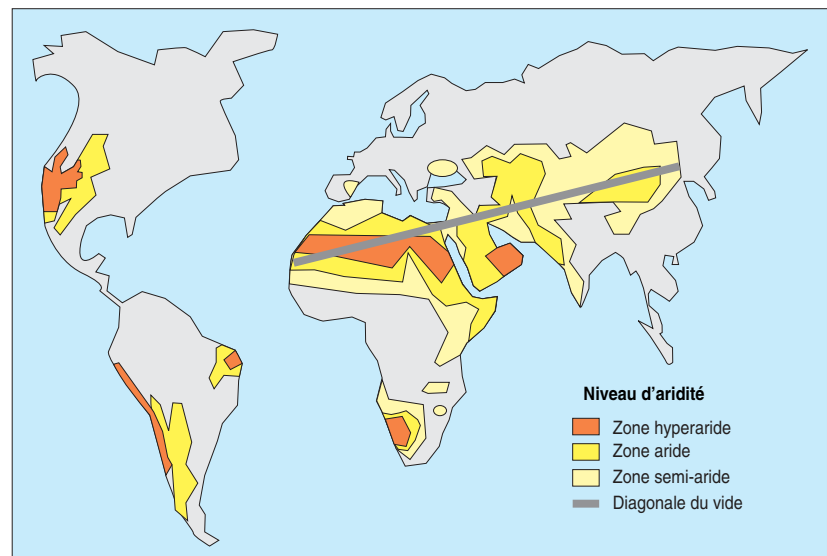 Niveau d'aridité
Zone hyperaride
Zone aride
Zone semi-aride
Diagonale du vide